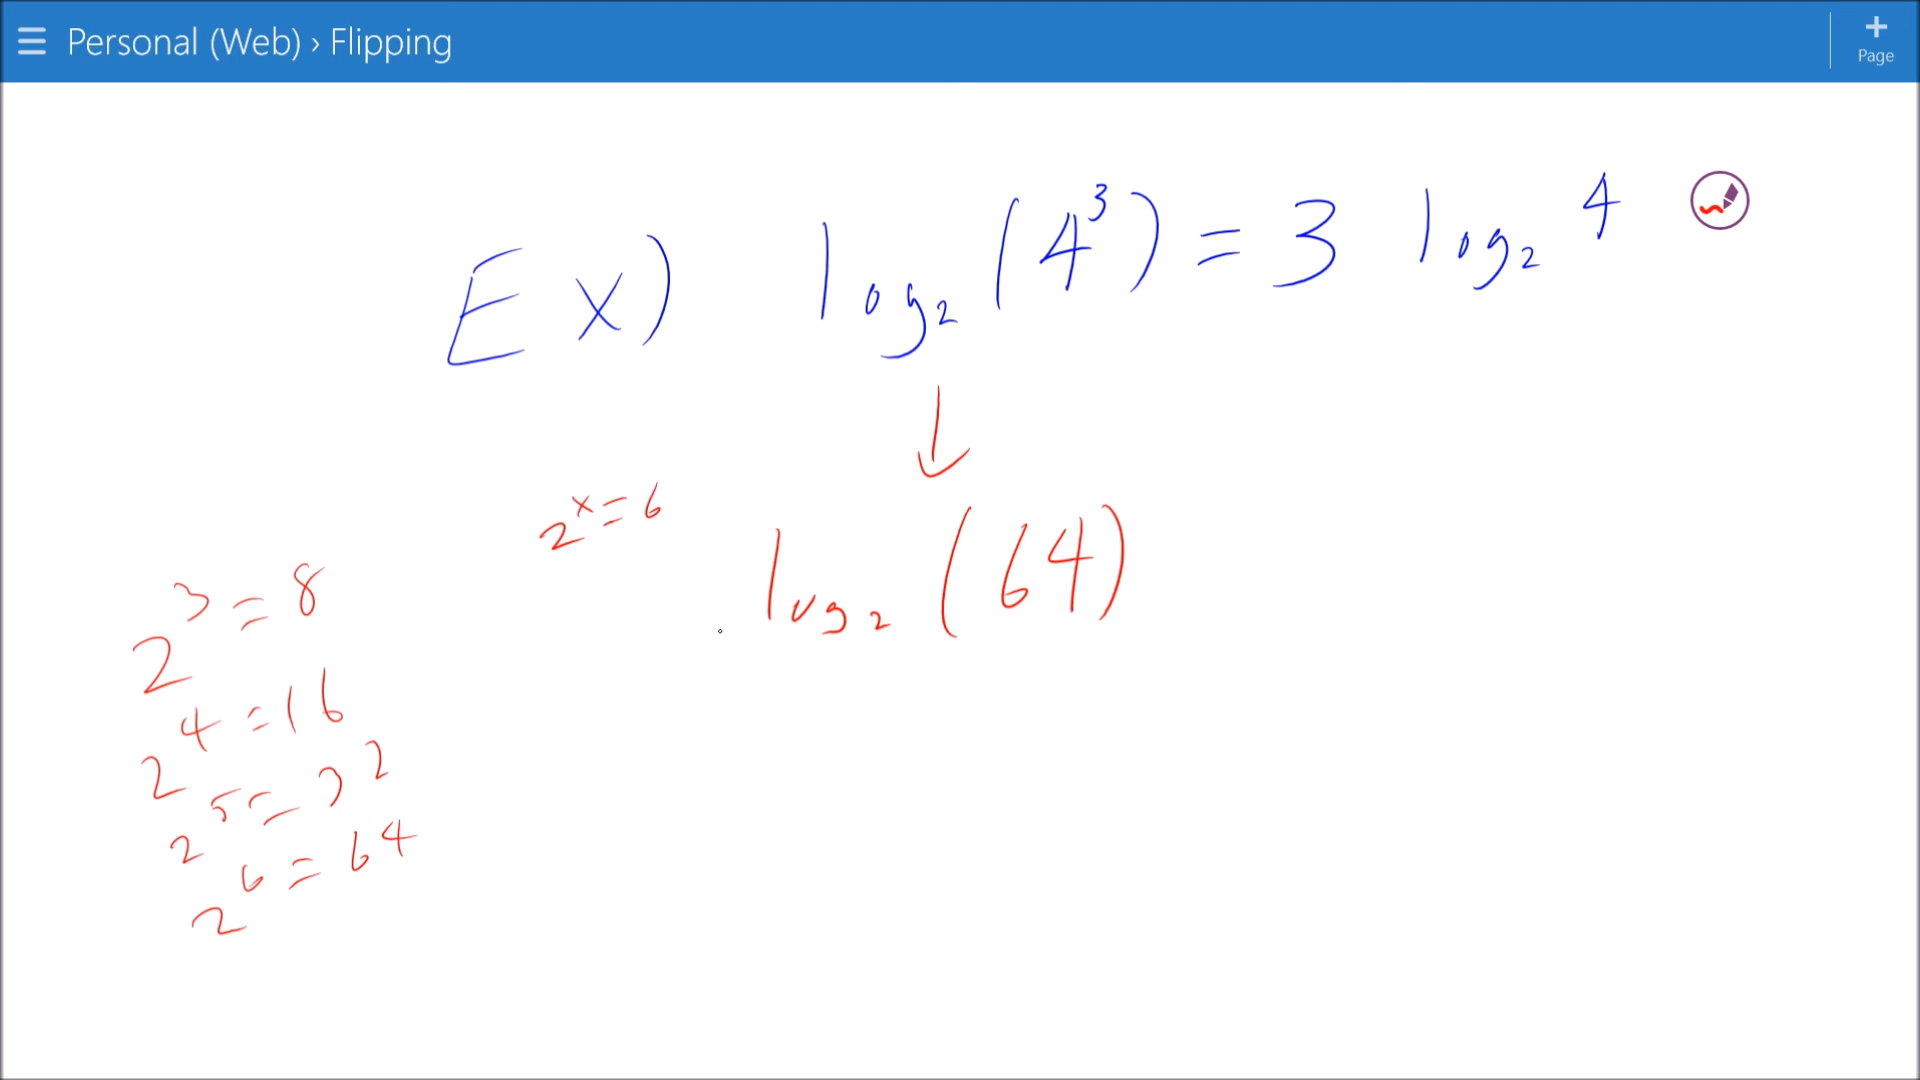 Personal (Web) › Flipping
Page
Ex) log₂(4³) = 3 log₂ 4
2ˣ = 6
log₂(64)
2³ = 8
2⁴ = 16
2⁵ = 32
2⁶ = 64